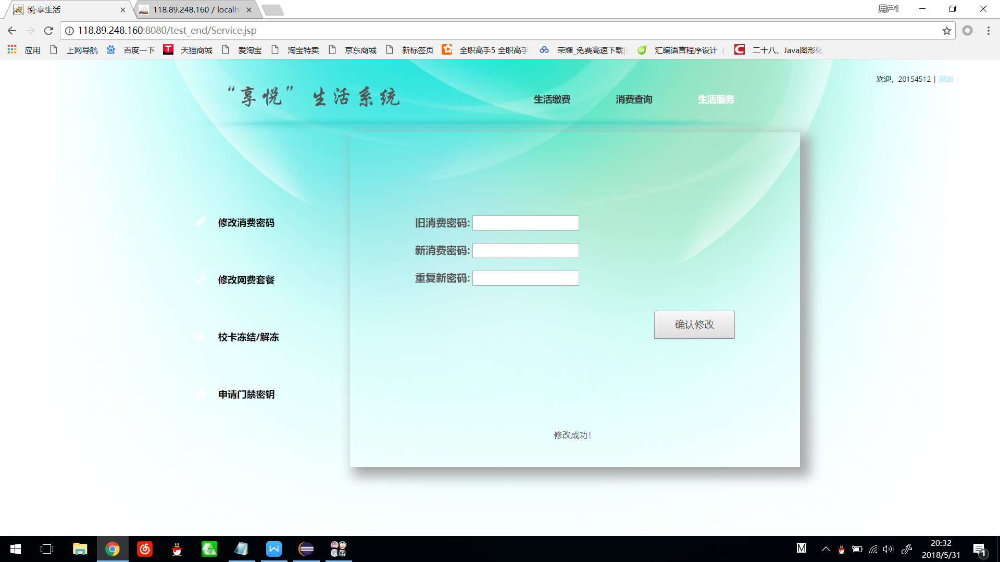 悦·享生活
118.89.248.160 / localh
用户1
118.89.248.160:8080/test_end/Service.jsp
应用 上网导航 百度一下 天猫商城 爱淘宝 淘宝特卖 京东商城 新标签页 全职高手5 全职高手 荣耀_免费高速下载 汇编语言程序设计 ( 二十八、Java图形化
欢迎，20154512 | 退出
“享悦”生活系统
生活缴费 消费查询 生活服务
修改消费密码
修改网费套餐
校卡冻结/解冻
申请门禁密钥
旧消费密码:
新消费密码:
重复新密码:
确认修改
修改成功！
M
20:32
2018/5/31
1